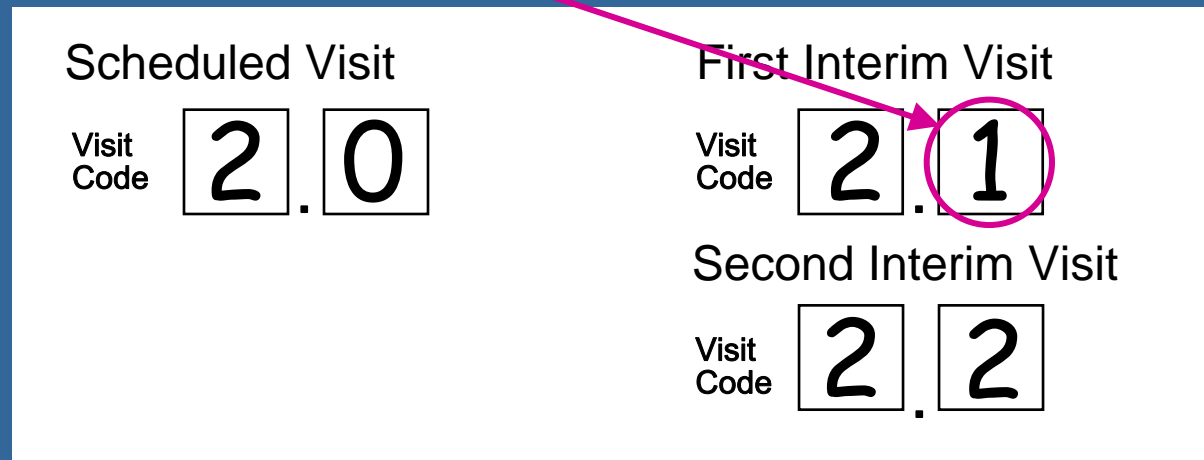 Scheduled Visit
Visit
Code
2.0
First Interim Visit
Visit
Code
2.1
Second Interim Visit
Visit
Code
2.2